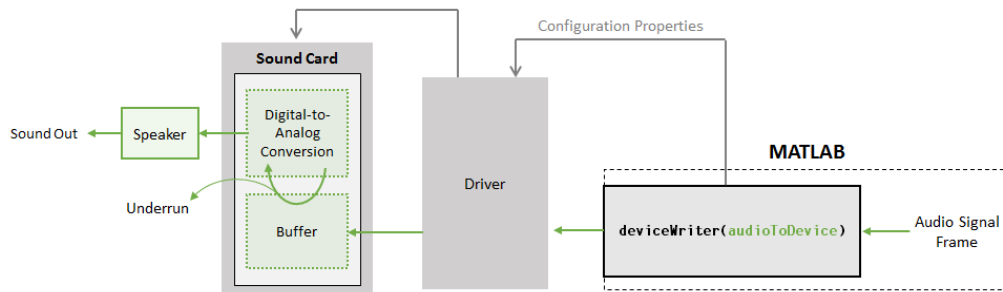 Configuration Properties
Sound Card
Digital-to-
Analog
Conversion
Sound Out
Speaker
Underrun
Buffer
Driver
MATLAB
deviceWriter(audioToDevice)
Audio Signal
Frame